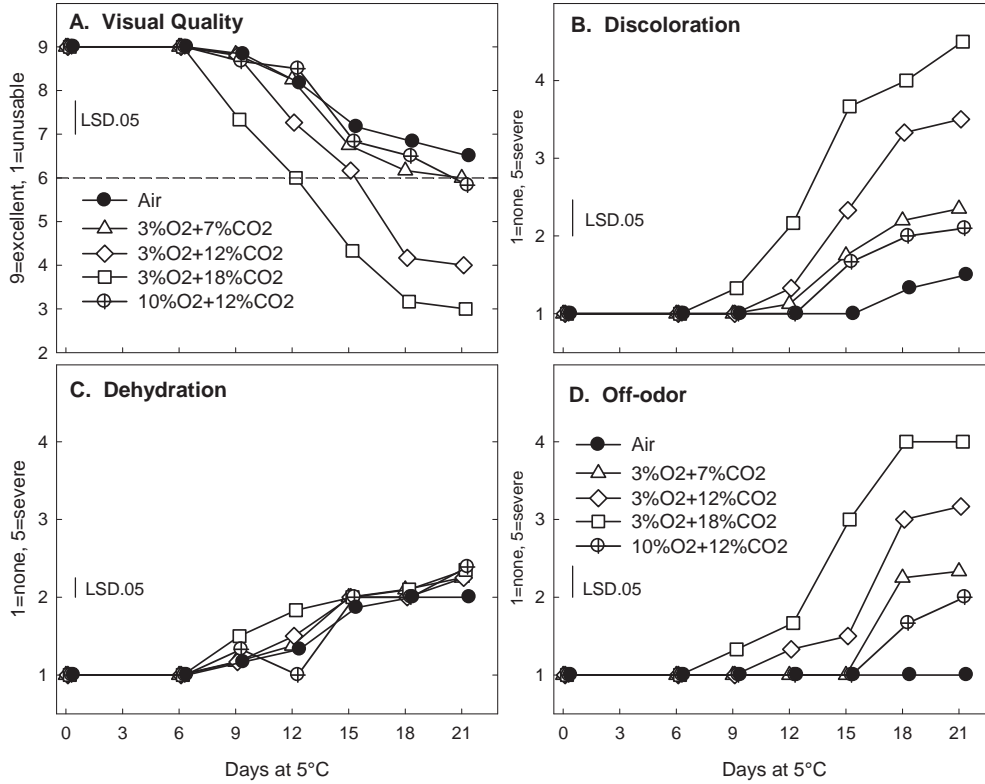 A. Visual Quality
9=excellent, 1=unusable
9
8
7
6
5
4
3
2
LSD.05
Air
3%O2+7%CO2
3%O2+12%CO2
3%O2+18%CO2
10%O2+12%CO2
B. Discoloration
1=none, 5=severe
4
3
2
1
LSD.05
C. Dehydration
1=none, 5=severe
4
3
2
1
LSD.05
0 3 6 9 12 15 18 21
Days at 5°C
D. Off-odor
1=none, 5=severe
4
3
2
1
Air
3%O2+7%CO2
3%O2+12%CO2
3%O2+18%CO2
10%O2+12%CO2
LSD.05
0 3 6 9 12 15 18 21
Days at 5°C